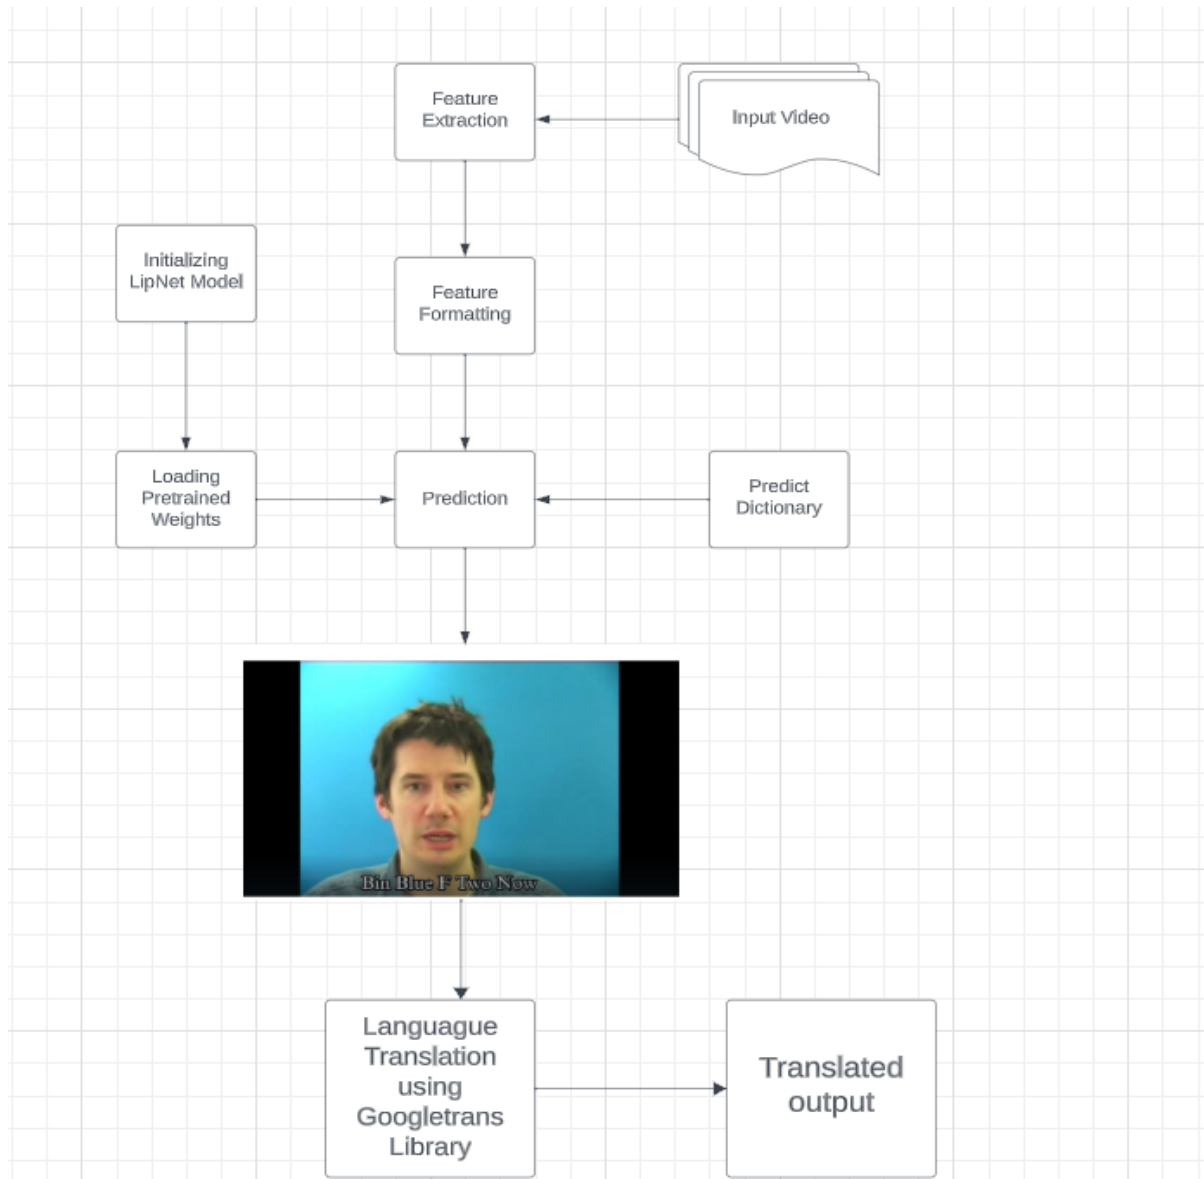 Feature
Extraction
Input Video
Initializing
LipNet Model
Feature
Formatting
Loading
Pretrained
Weights
Prediction
Predict
Dictionary
Bin Blue F Two Now
Languague
Translation
using
Googletrans
Library
Translated
output